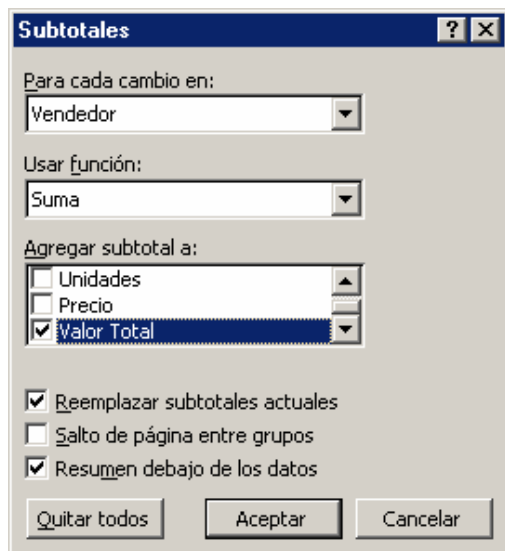 Subtotales
Para cada cambio en:
Vendedor
Usar función:
Suma
Agregar subtotal a:
Unidades
Precio
Valor Total
Reemplazar subtotales actuales
Salto de página entre grupos
Resumen debajo de los datos
Quitar todos Aceptar Cancelar